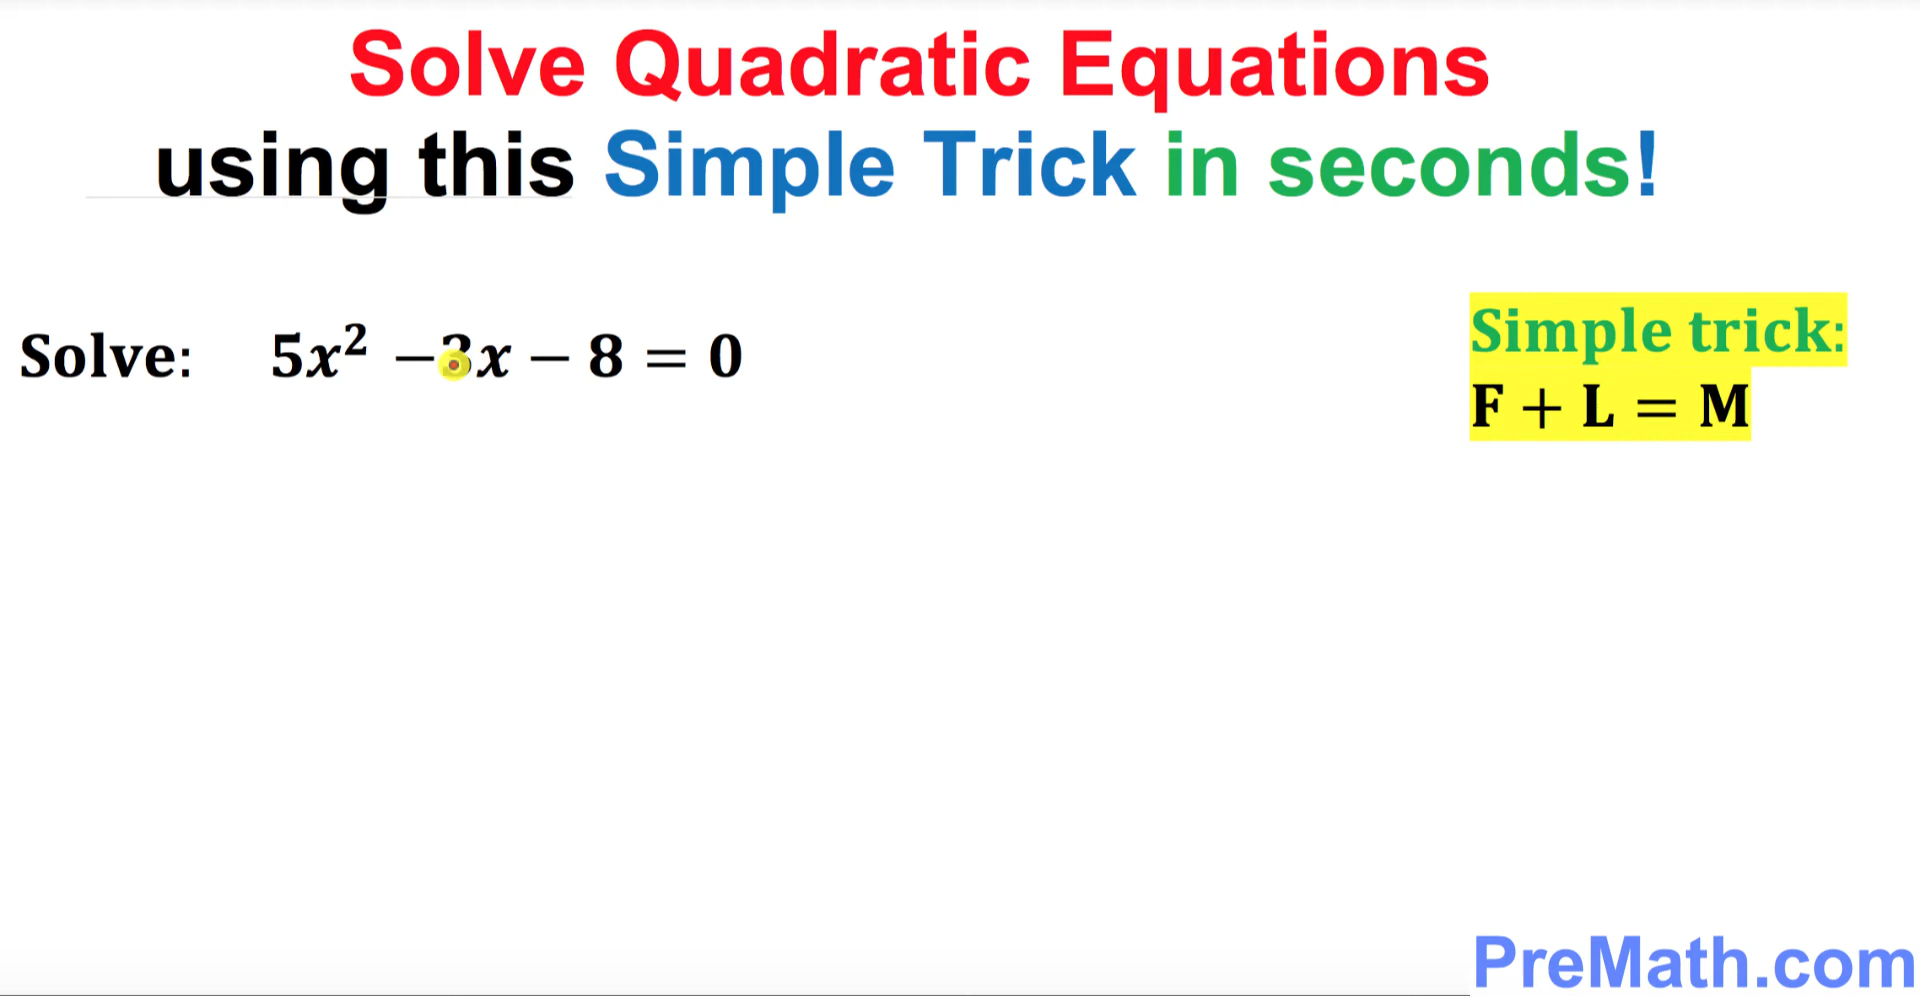 Solve Quadratic Equations
using this Simple Trick in seconds!
Solve: 5x² −3x − 8 = 0
Simple trick:
F + L = M
PreMath.com